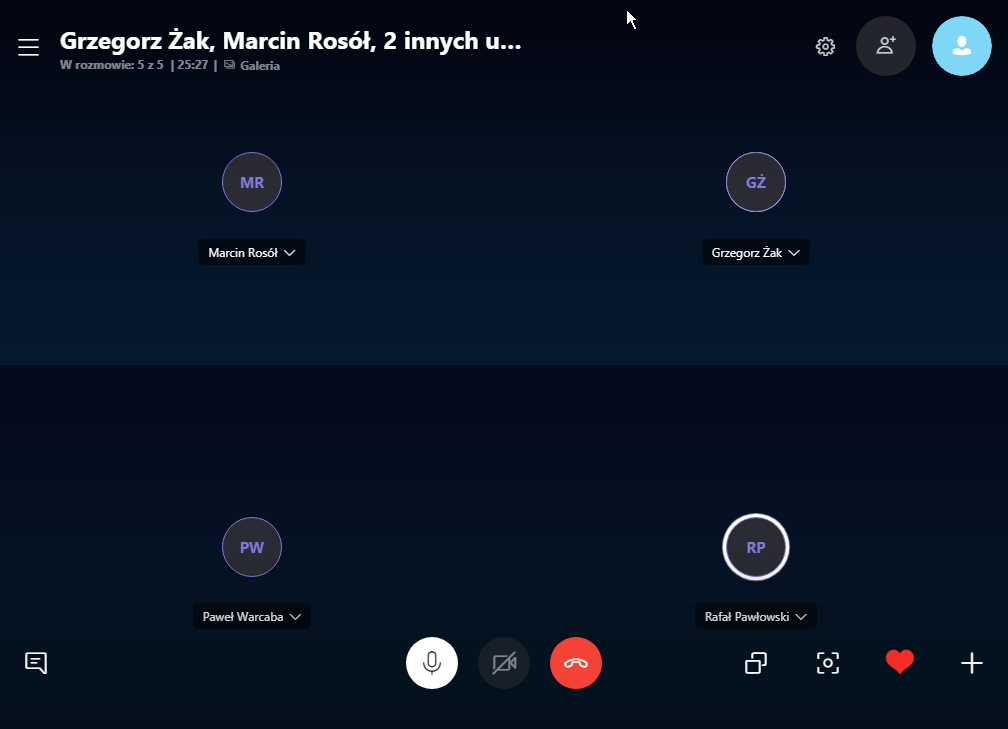 Grzegorz Żak, Marcin Rosół, 2 innych u...
W rozmowie: 5 z 5 | 25:27 | Galeria
MR
GŻ
Marcin Rosół
Grzegorz Żak
PW
RP
Paweł Warcaba
Rafał Pawłowski